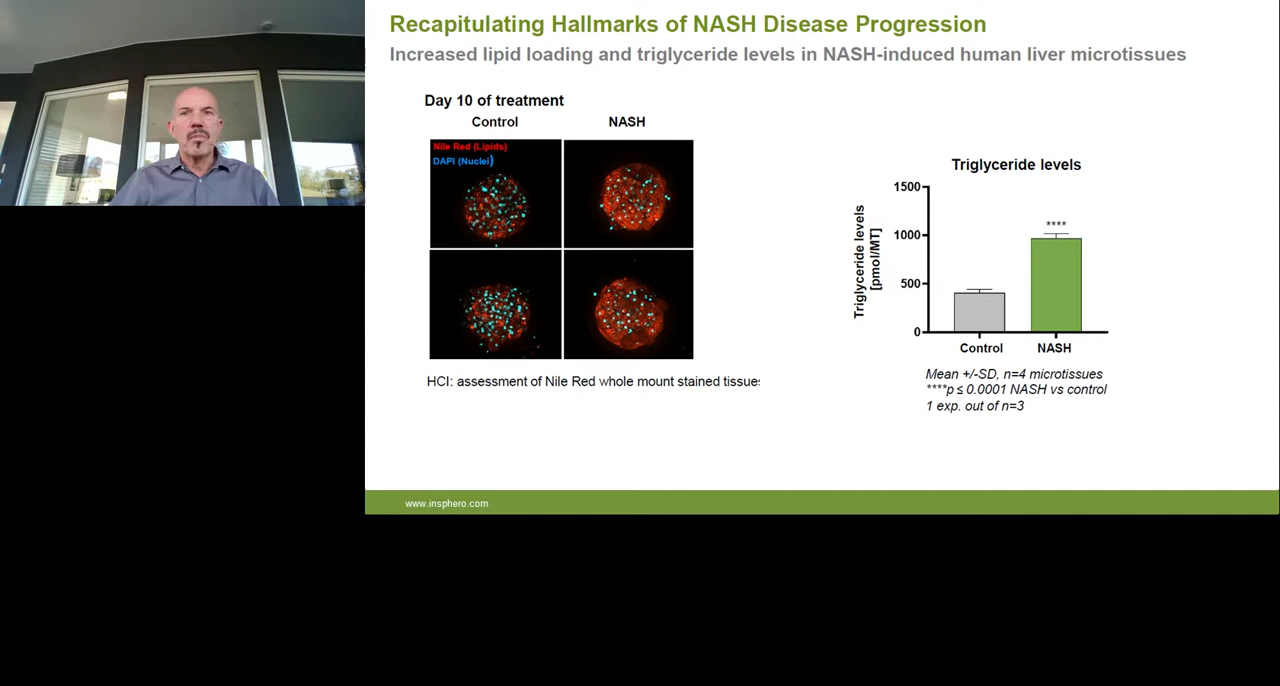 Recapitulating Hallmarks of NASH Disease Progression
Increased lipid loading and triglyceride levels in NASH-induced human liver microtissues
Day 10 of treatment
Control
NASH
Nile Red (Lipids)
DAPI (Nuclei)
HCI: assessment of Nile Red whole mount stained tissues
Triglyceride levels
Triglyceride levels
[pmol/MT]
1500
1000
500
0
****
Control
NASH
Mean +/-SD, n=4 microtissues
****p ≤ 0.0001 NASH vs control
1 exp. out of n=3
www.insphero.com